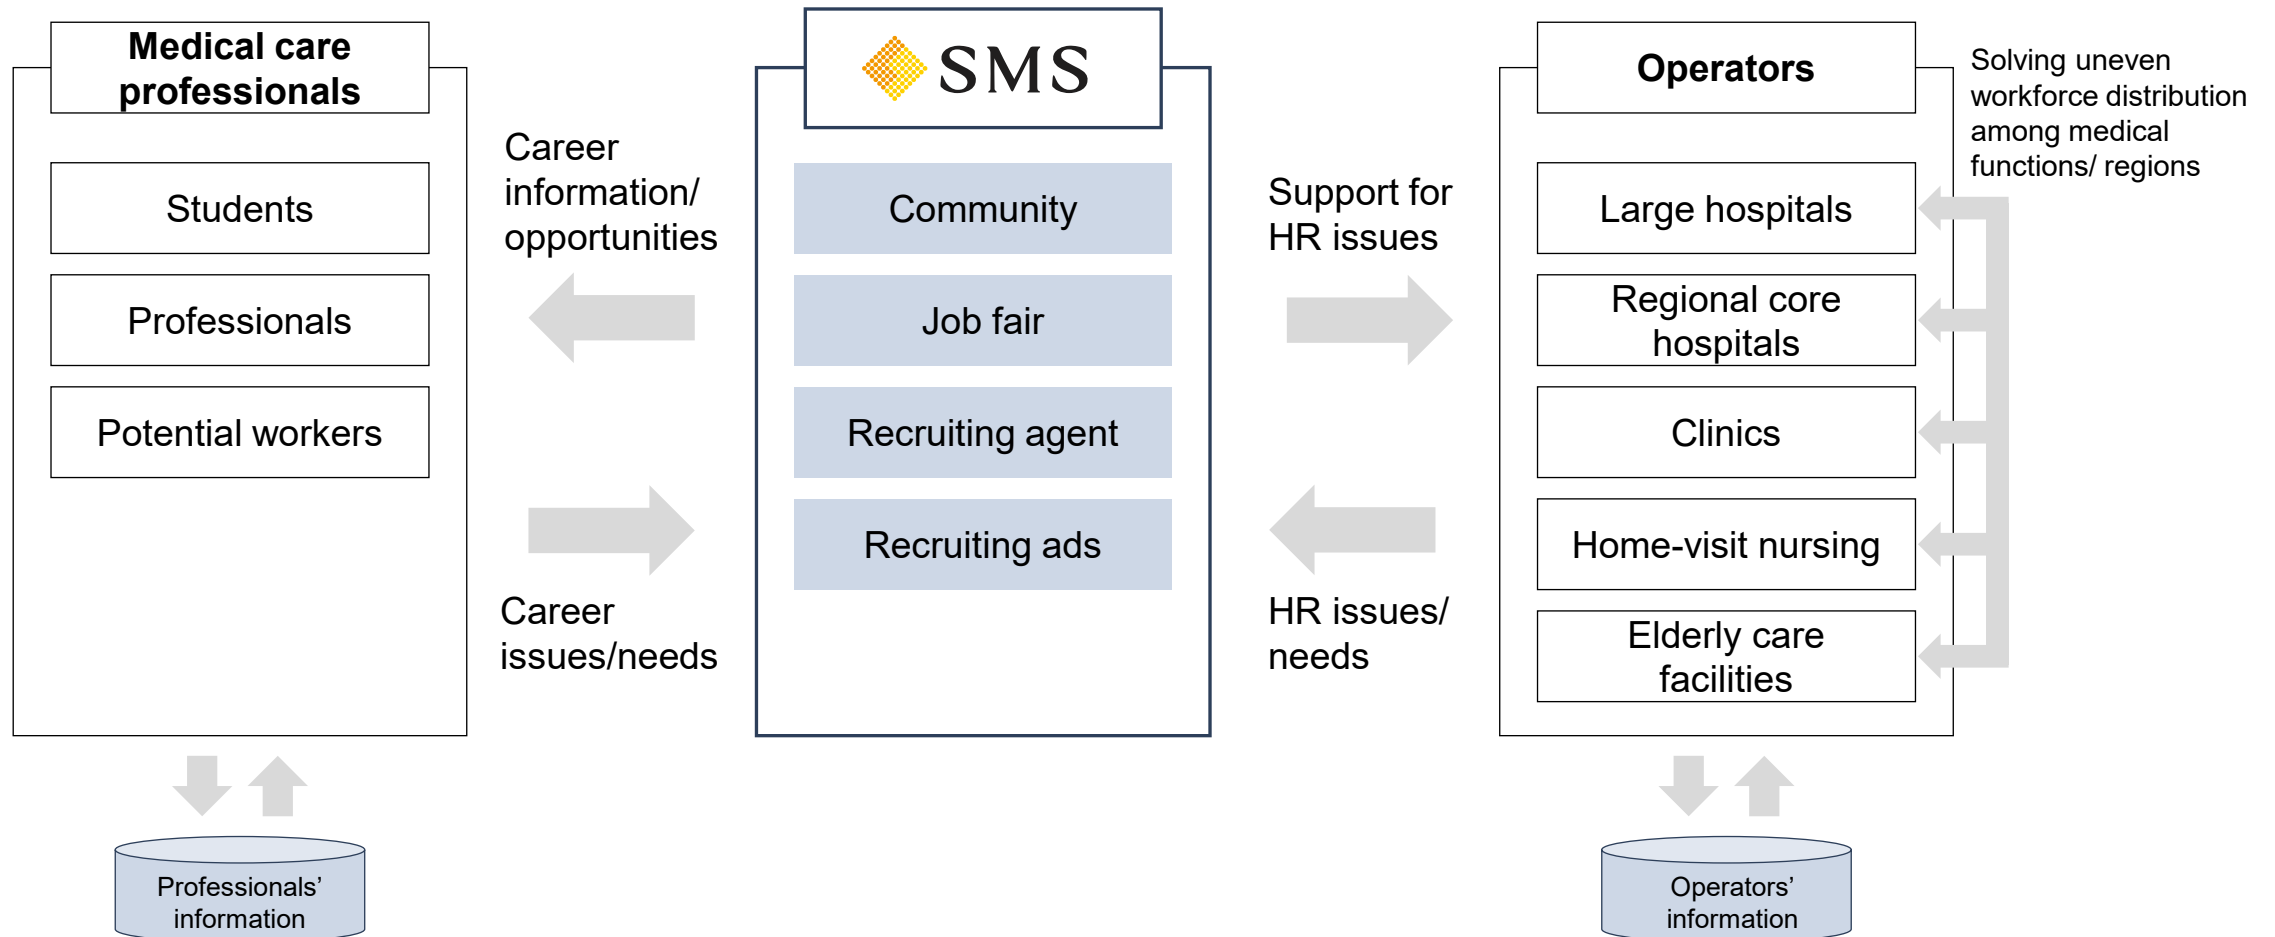 Medical care
professionals
Students
Professionals
Potential workers
Career
information/
opportunities
Career
issues/needs
SMS
Community
Job fair
Recruiting agent
Recruiting ads
Support for
HR issues
HR issues/
needs
Operators
Large hospitals
Regional core
hospitals
Clinics
Home-visit nursing
Elderly care
facilities
Solving uneven
workforce distribution
among medical
functions/ regions
Professionals’
information
Operators’
information